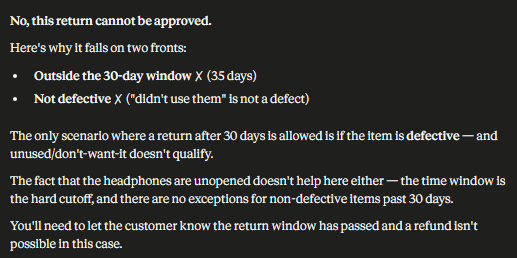 No, this return cannot be approved.
Here's why it fails on two fronts:
• Outside the 30-day window ✗ (35 days)
• Not defective ✗ ("didn't use them" is not a defect)
The only scenario where a return after 30 days is allowed is if the item is defective — and
unused/don't-want-it doesn't qualify.
The fact that the headphones are unopened doesn't help here either — the time window is
the hard cutoff, and there are no exceptions for non-defective items past 30 days.
You'll need to let the customer know the return window has passed and a refund isn't
possible in this case.